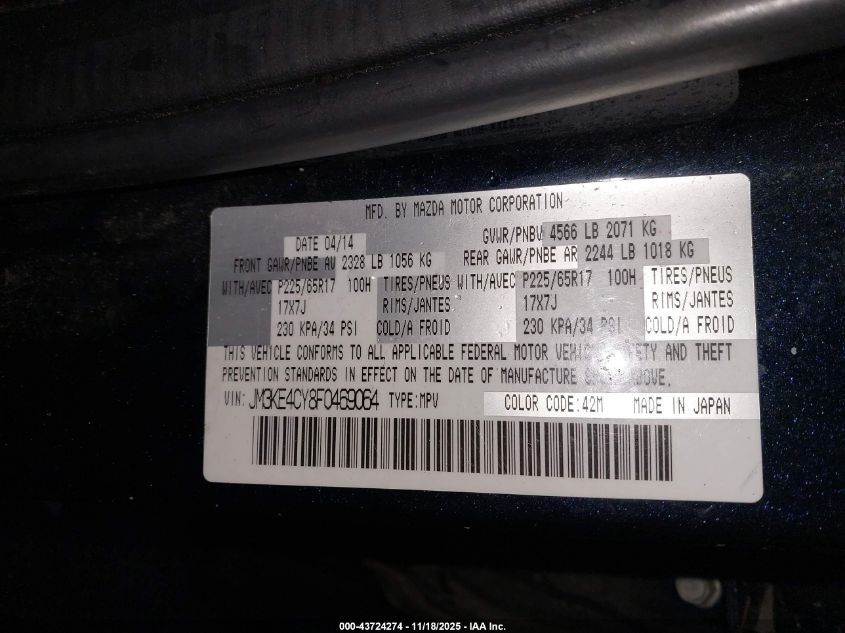 MFD. BY MAZDA MOTOR CORPORATION
DATE 04/14 GVWR/PNBV 4566 LB 2071 KG
FRONT GAWR/PNBE AV 2328 LB 1056 KG REAR GAWR/PNBE AR 2244 LB 1018 KG
WITH/AVEC P225/65R17 100H TIRES/PNEUS WITH/AVEC P225/65R17 100H TIRES/PNEUS
17X7J RIMS/JANTES 17X7J RIMS/JANTES
230 KPA/34 PSI COLD/A FROID 230 KPA/34 PSI COLD/A FROID
THIS VEHICLE CONFORMS TO ALL APPLICABLE FEDERAL MOTOR VEHICLE SAFETY AND THEFT
PREVENTION STANDARDS IN EFFECT ON THE DATE OF MANUFACTURE SHOWN ABOVE.
VIN: JM3KE4CY8F0469064 TYPE:MPV COLOR CODE:42M MADE IN JAPAN
000-43724274 - 11/18/2025 - IAA Inc.